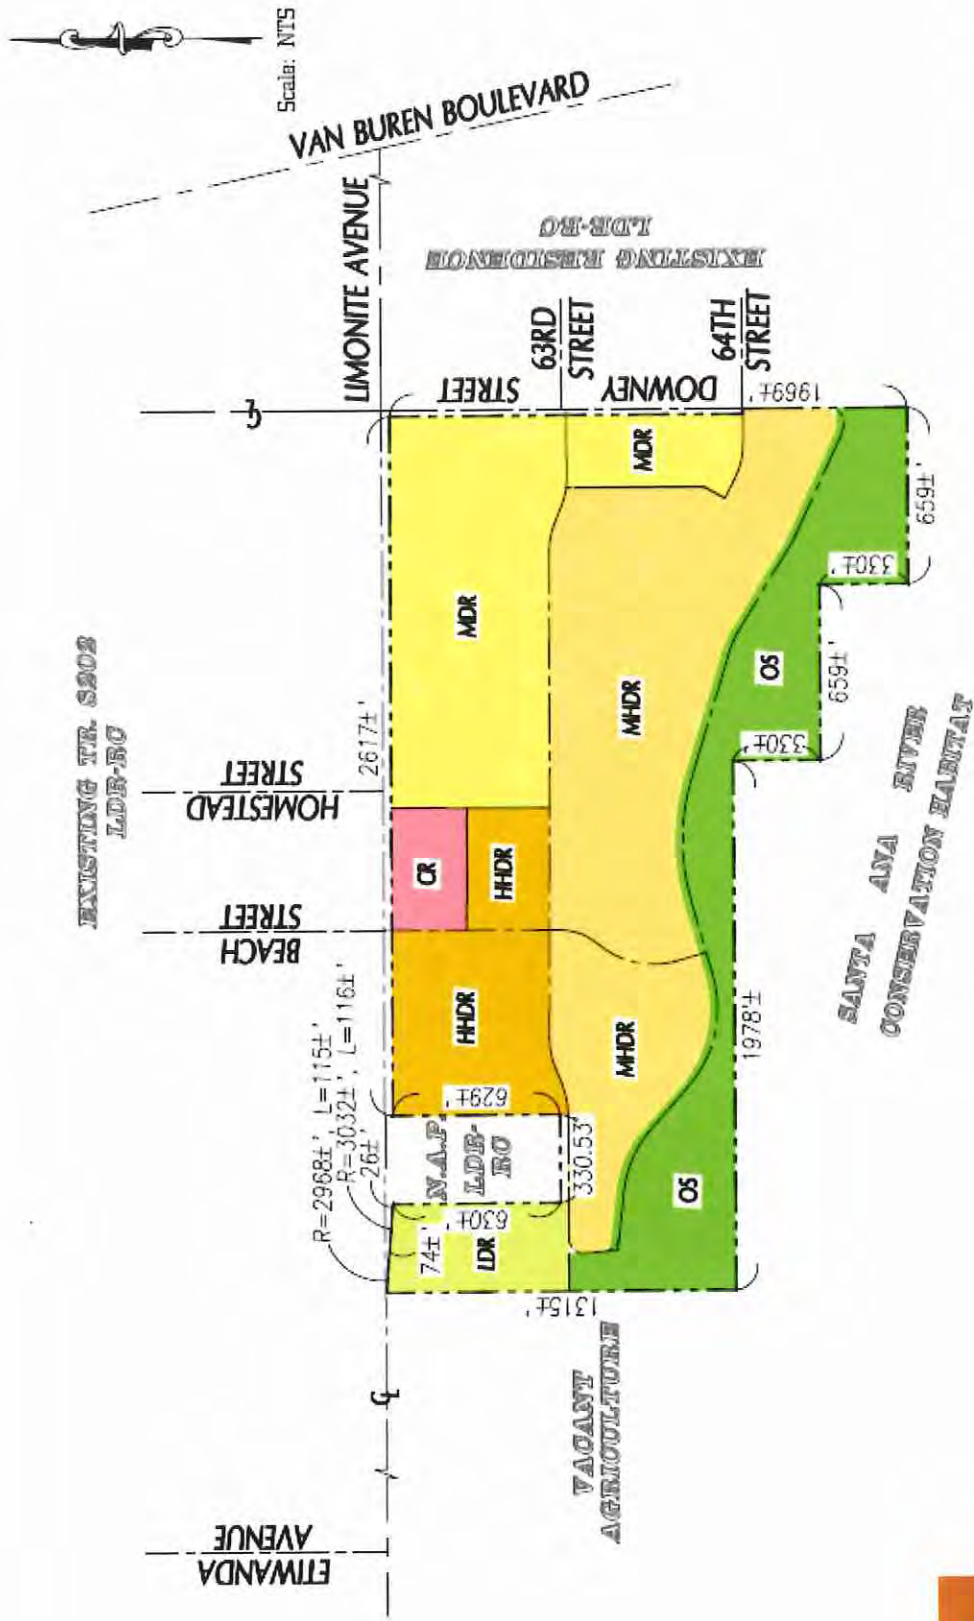 Scale: NTS
VAN BUREN BOULEVARD
LIMONITE AVENUE
EXISTING RESIDENCE
LDR-RC
63RD
STREET
64TH
STREET
DOWNEY
STREET
1969±'
℄
EXISTING TR. S202
LDR-RC
HOMESTEAD
STREET
BEACH
STREET
2617±'
MDR
MDR
CR
HHDR
HHDR
MHDR
MHDR
OS
OS
LDR
659±'
330±'
659±'
330±'
1978'±
SANTA ANA RIVER
CONSERVATION HABITAT
R=2968±', L=115±'
R=3032±', L=116±'
26±'
629±'
N.A.P
LDR-
RC
330.53'
630±'
74±'
1315±'
℄
VACANT
AGRICULTURE
ETIWANDA
AVENUE